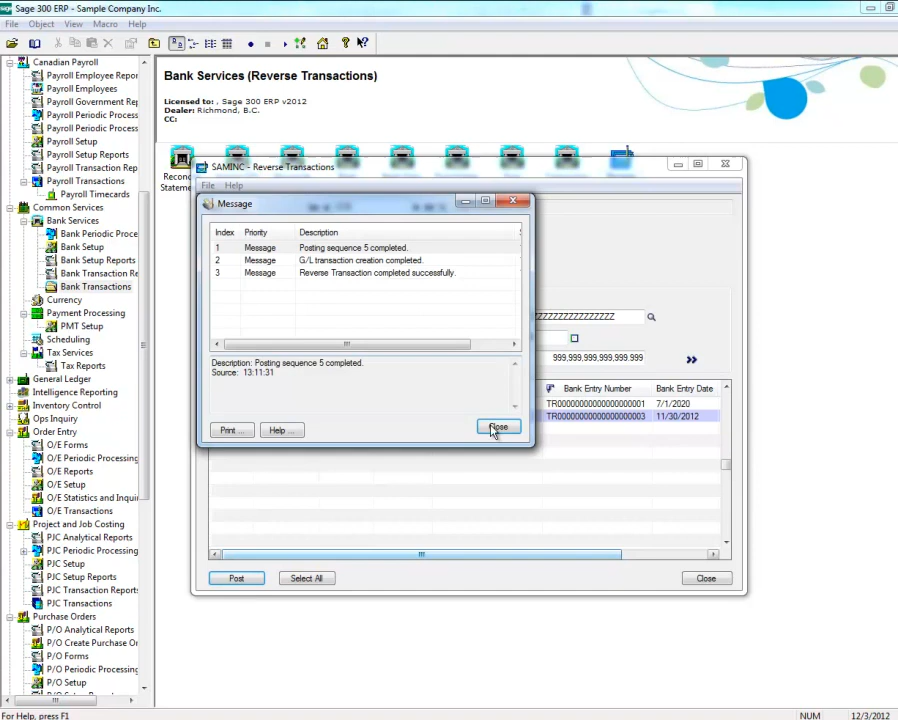 Sage 300 ERP - Sample Company Inc.
File Object View Macro Help
Canadian Payroll
Payroll Employee Repor
Payroll Employees
Payroll Government Rep
Payroll Periodic Process
Payroll Periodic Process
Payroll Setup
Payroll Setup Reports
Payroll Transaction Rep
Payroll Transactions
Payroll Timecards
Common Services
Bank Services
Bank Periodic Proce
Bank Setup
Bank Setup Reports
Bank Transaction Re
Bank Transactions
Currency
Payment Processing
PMT Setup
Scheduling
Tax Services
Tax Reports
General Ledger
Intelligence Reporting
Inventory Control
Ops Inquiry
Order Entry
O/E Forms
O/E Periodic Processing
O/E Reports
O/E Setup
O/E Statistics and Inqui
O/E Transactions
Project and Job Costing
PJC Analytical Reports
PJC Periodic Processing
PJC Setup
PJC Setup Reports
PJC Transaction Reports
PJC Transactions
Purchase Orders
P/O Analytical Reports
P/O Create Purchase Or
P/O Forms
P/O Periodic Processing
P/O Setup
Bank Services (Reverse Transactions)
Licensed to: , Sage 300 ERP v2012
Dealer: Richmond, B.C.
CC:
Reconc
Stateme
SAMINC - Reverse Transactions
File Help
Message
Index Priority Description
1 Message Posting sequence 5 completed.
2 Message G/L transaction creation completed.
3 Message Reverse Transaction completed successfully.
Description: Posting sequence 5 completed.
Source: 13:11:31
Print ... Help ... Close
ZZZZZZZZZZZZZZZ
999,999,999,999.999
Bank Entry Number Bank Entry Date
TR00000000000000000001 7/1/2020
TR00000000000000000003 11/30/2012
Post Select All Close
For Help, press F1 NUM 12/3/2012